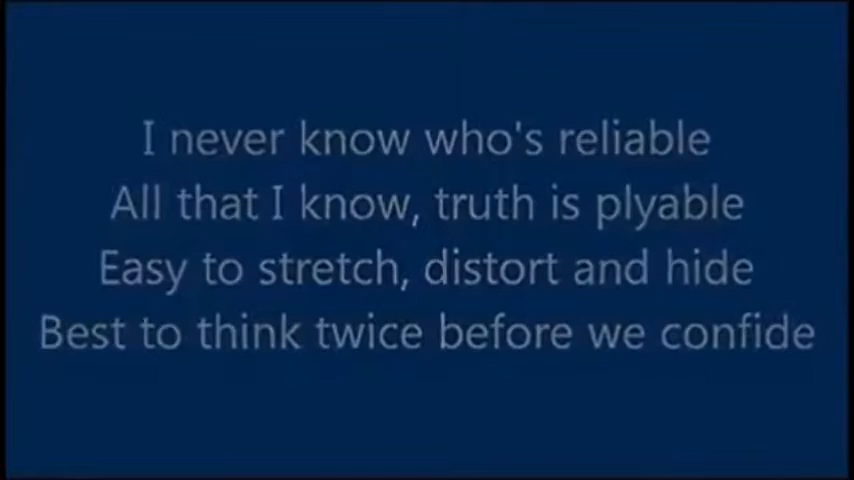 I never know who's reliable
All that I know, truth is plyable
Easy to stretch, distort and hide
Best to think twice before we confide